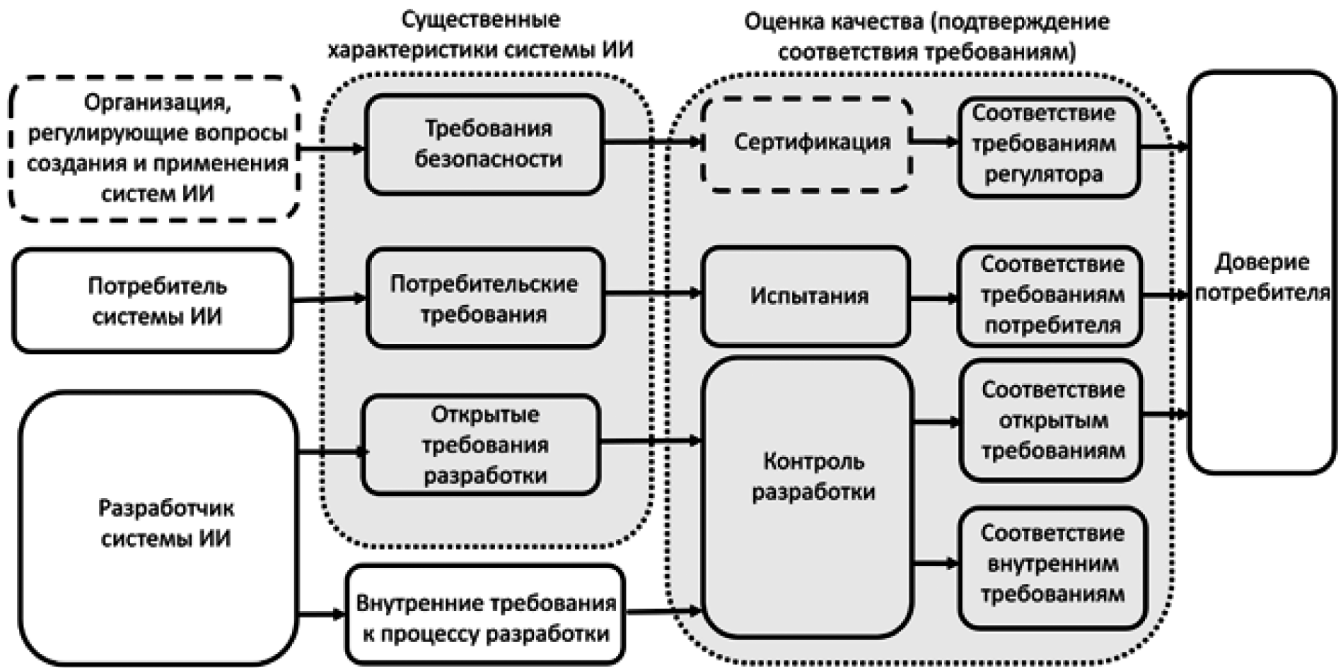 Существенные
характеристики системы ИИ
Оценка качества (подтверждение
соответствия требованиям)
Организация,
регулирующие вопросы
создания и применения
систем ИИ
Требования
безопасности
Сертификация
Соответствие
требованиям
регулятора
Доверие
потребителя
Потребитель
системы ИИ
Потребительские
требования
Испытания
Соответствие
требованиям
потребителя
Разработчик
системы ИИ
Открытые
требования
разработки
Контроль
разработки
Соответствие
открытым
требованиям
Внутренние требования
к процессу разработки
Соответствие
внутренним
требованиям